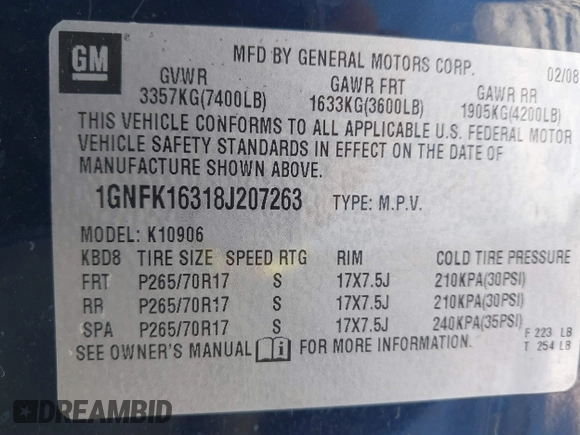 GM
MFD BY GENERAL MOTORS CORP.
02/08
GVWR GAWR FRT GAWR RR
3357KG(7400LB) 1633KG(3600LB) 1905KG(4200LB)
THIS VEHICLE CONFORMS TO ALL APPLICABLE U.S. FEDERAL MOTOR
VEHICLE SAFETY STANDARDS IN EFFECT ON THE DATE OF
MANUFACTURE SHOWN ABOVE.
1GNFK16318J207263 TYPE: M.P.V.
MODEL: K10906
KBD8 TIRE SIZE SPEED RTG RIM COLD TIRE PRESSURE
FRT P265/70R17 S 17X7.5J 210KPA(30PSI)
RR P265/70R17 S 17X7.5J 210KPA(30PSI)
SPA P265/70R17 S 17X7.5J 240KPA(35PSI)
F 223 LB
SEE OWNER'S MANUAL i FOR MORE INFORMATION.
T 254 LB
DREAMBID